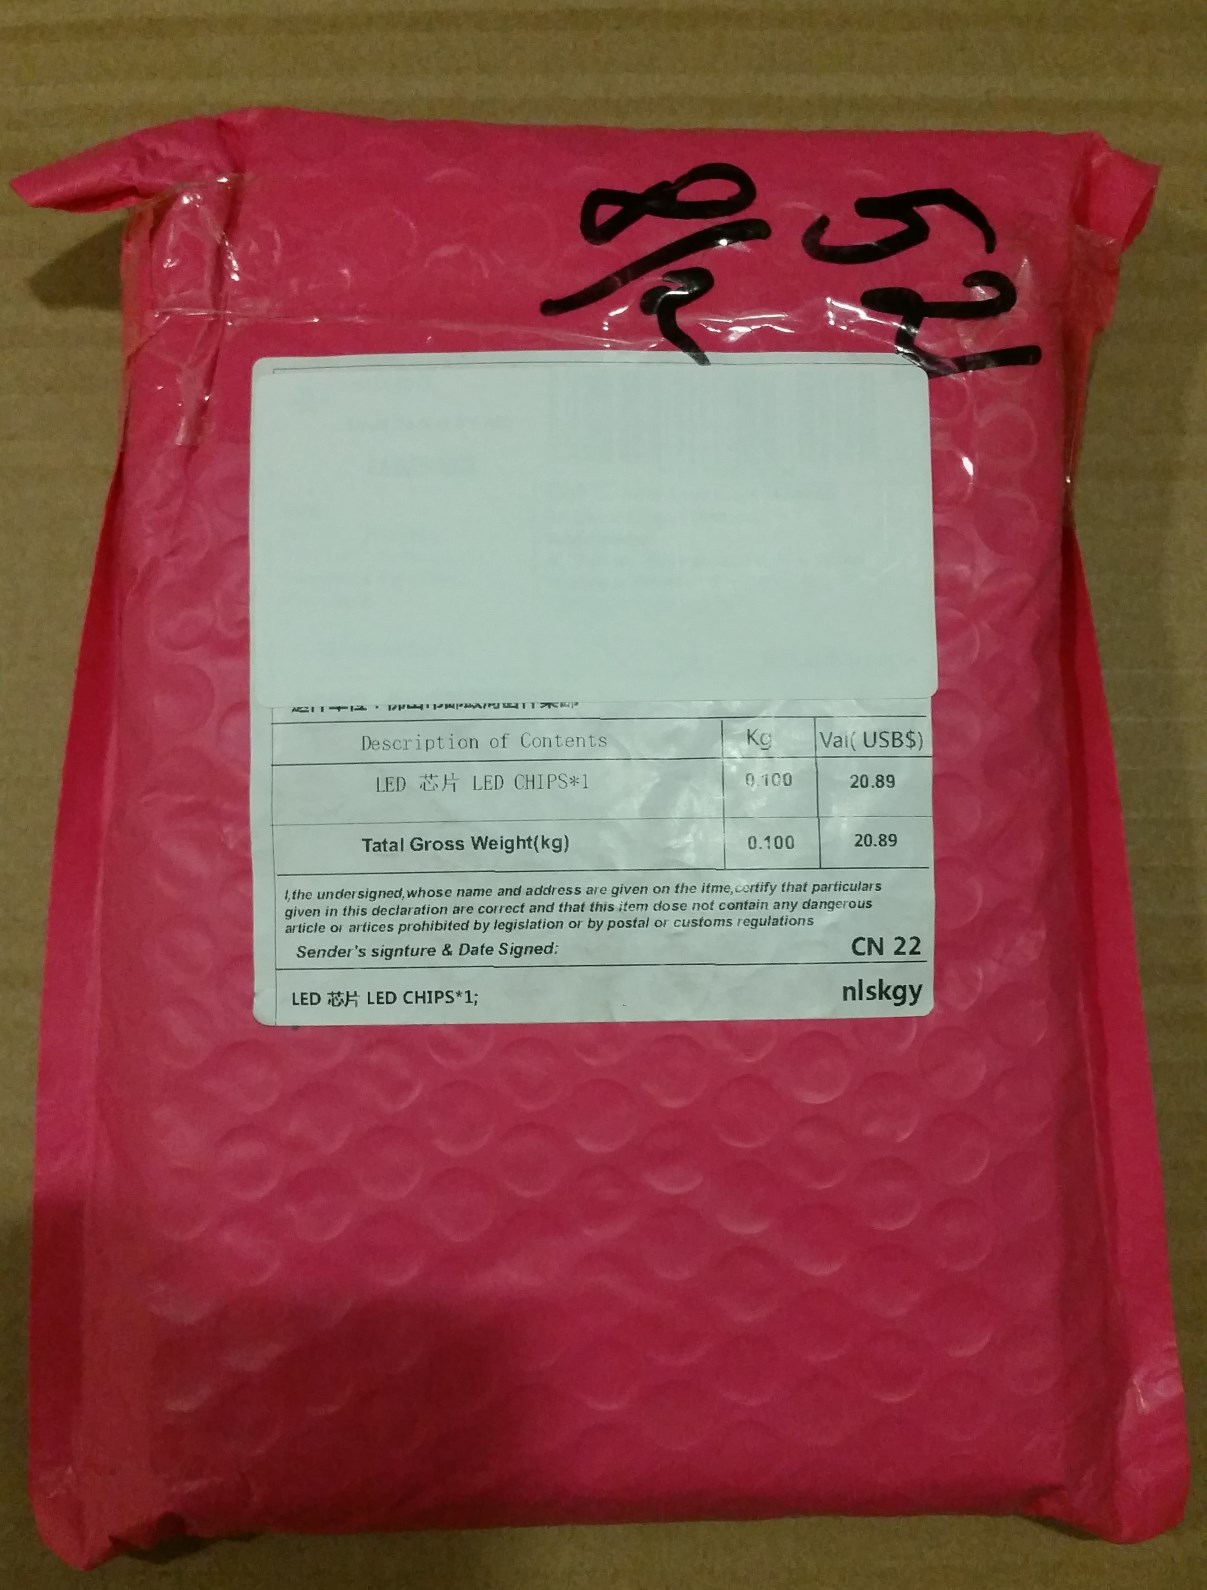 Description of Contents Kg Val( USB$)
LED 芯片 LED CHIPS*1 0.100 20.89
Tatal Gross Weight(kg) 0.100 20.89
I,the undersigned,whose name and address are given on the itme,certify that particulars
given in this declaration are correct and that this item dose not contain any dangerous
article or artices prohibited by legislation or by postal or customs regulations
Sender's signture & Date Signed: CN 22
LED 芯片 LED CHIPS*1; nlskgy